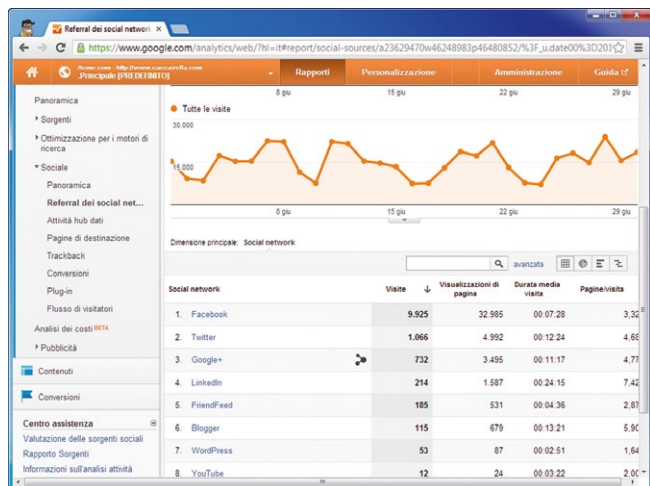 Referral dei social network
https://www.google.com/analytics/web/?hl=it#report/social-sources/a23629470w46248983p46480852/%3F_u.date00%3D201
Principale [PREDEFINITO]
Rapporti
Personalizzazione
Amministrazione
Guida
Panoramica
Sorgenti
Ottimizzazione per i motori di
ricerca
Sociale
Panoramica
Referral dei social net...
Attività hub dati
Pagine di destinazione
Trackback
Conversioni
Plug-in
Flusso di visitatori
Analisi dei costi BETA
Pubblicità
Contenuti
Conversioni
Centro assistenza
Valutazione delle sorgenti sociali
Rapporto Sorgenti
Informazioni sull'analisi attività
8 giu 15 giu 22 giu 29 giu
Tutte le visite
30.000
15.000
8 giu 15 giu 22 giu 29 giu
Dimensione principale: Social network
avanzata
Social network Visite Visualizzazioni di pagina Durata media visita Pagine/visita
1. Facebook 9.925 32.985 00:07:28 3,32
2. Twitter 1.066 4.992 00:12:24 4,68
3. Google+ 732 3.495 00:11:17 4,77
4. LinkedIn 214 1.587 00:24:15 7,42
5. FriendFeed 185 531 00:04:36 2,87
6. Blogger 115 679 00:13:21 5,90
7. WordPress 53 87 00:02:51 1,64
8. YouTube 12 24 00:03:22 2,00